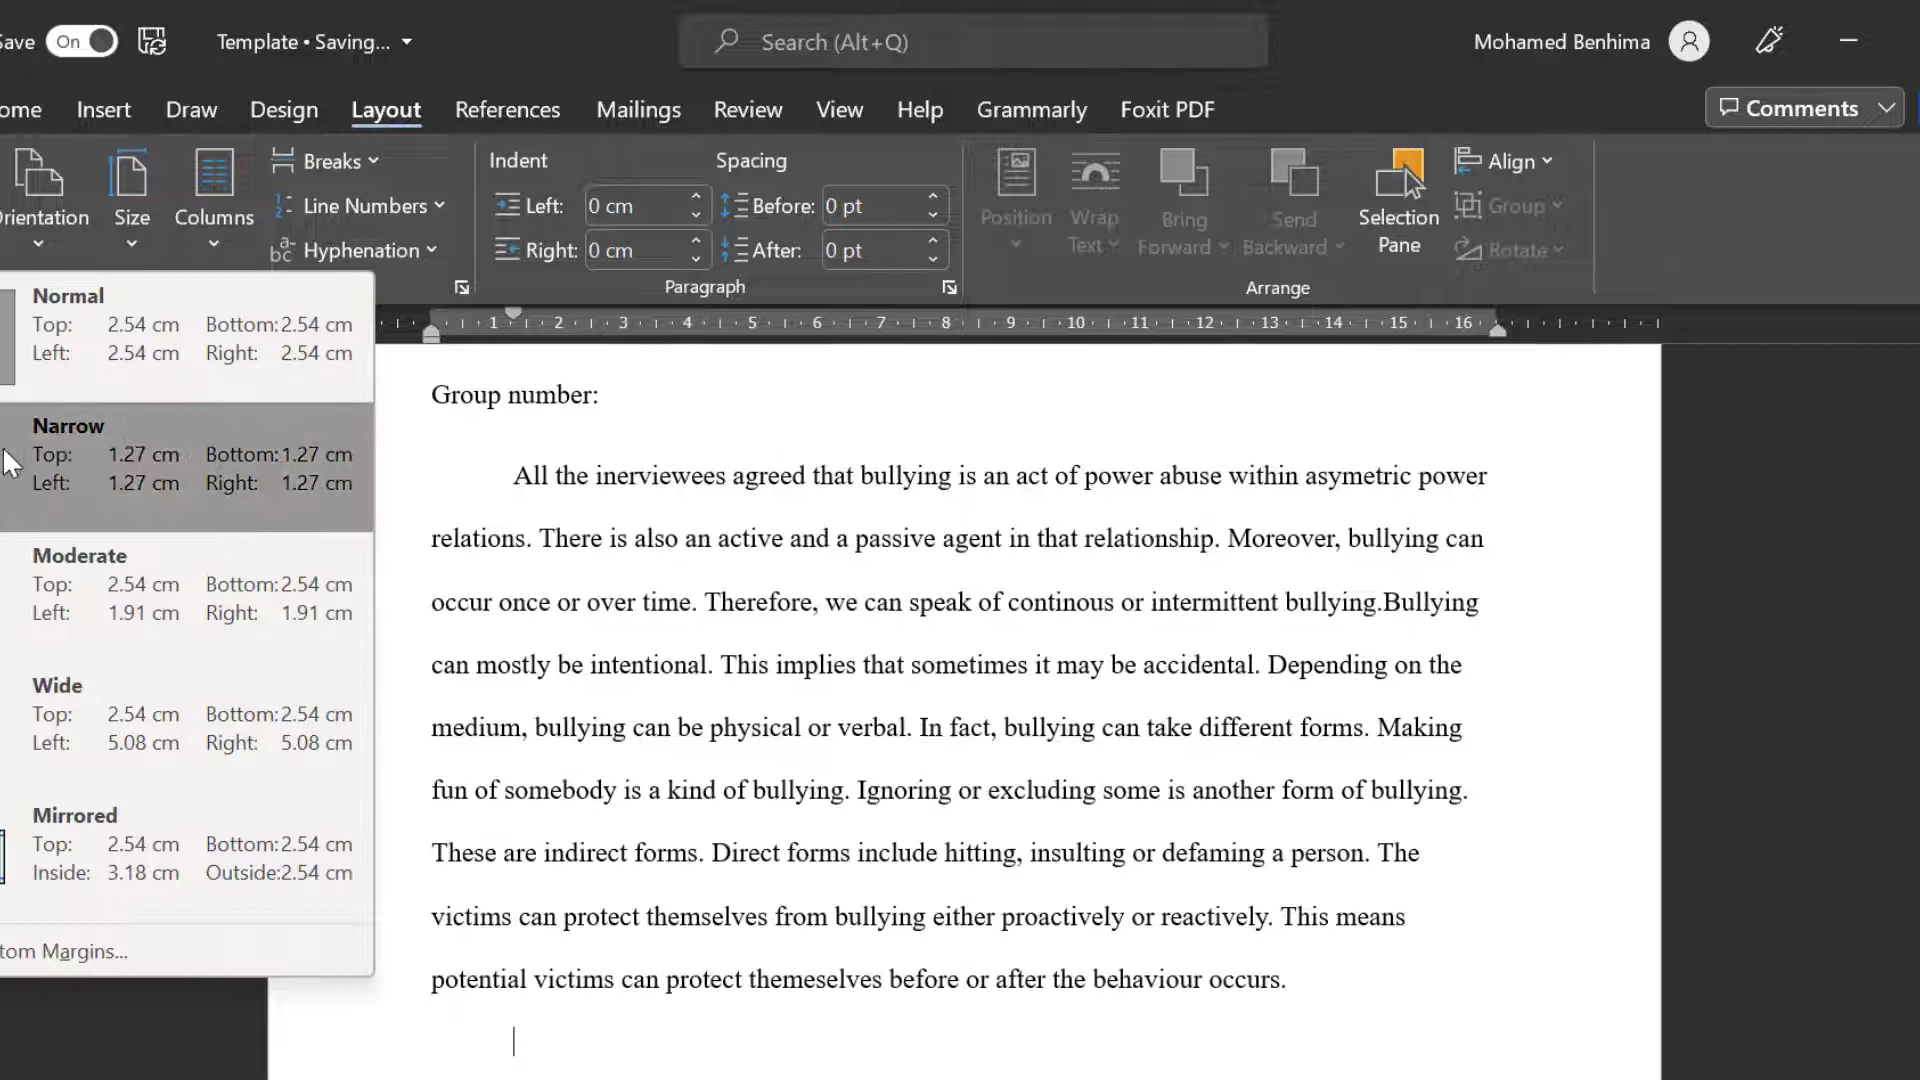 Save On Template • Saving... Search (Alt+Q) Mohamed Benhima
ome Insert Draw Design Layout References Mailings Review View Help Grammarly Foxit PDF Comments
rientation Size Columns
Breaks
Line Numbers
Hyphenation
Indent
Left: 0 cm
Right: 0 cm
Spacing
Before: 0 pt
After: 0 pt
Paragraph
Position
Wrap
Text
Bring
Forward
Send
Backward
Selection
Pane
Align
Group
Rotate
Arrange
Normal
Top: 2.54 cm Bottom: 2.54 cm
Left: 2.54 cm Right: 2.54 cm
Narrow
Top: 1.27 cm Bottom: 1.27 cm
Left: 1.27 cm Right: 1.27 cm
Moderate
Top: 2.54 cm Bottom: 2.54 cm
Left: 1.91 cm Right: 1.91 cm
Wide
Top: 2.54 cm Bottom: 2.54 cm
Left: 5.08 cm Right: 5.08 cm
Mirrored
Top: 2.54 cm Bottom: 2.54 cm
Inside: 3.18 cm Outside: 2.54 cm
tom Margins...
1 2 3 4 5 6 7 8 9 10 11 12 13 14 15 16
Group number:
All the inerviewees agreed that bullying is an act of power abuse within asymetric power
relations. There is also an active and a passive agent in that relationship. Moreover, bullying can
occur once or over time. Therefore, we can speak of continous or intermittent bullying.Bullying
can mostly be intentional. This implies that sometimes it may be accidental. Depending on the
medium, bullying can be physical or verbal. In fact, bullying can take different forms. Making
fun of somebody is a kind of bullying. Ignoring or excluding some is another form of bullying.
These are indirect forms. Direct forms include hitting, insulting or defaming a person. The
victims can protect themselves from bullying either proactively or reactively. This means
potential victims can protect themeselves before or after the behaviour occurs.